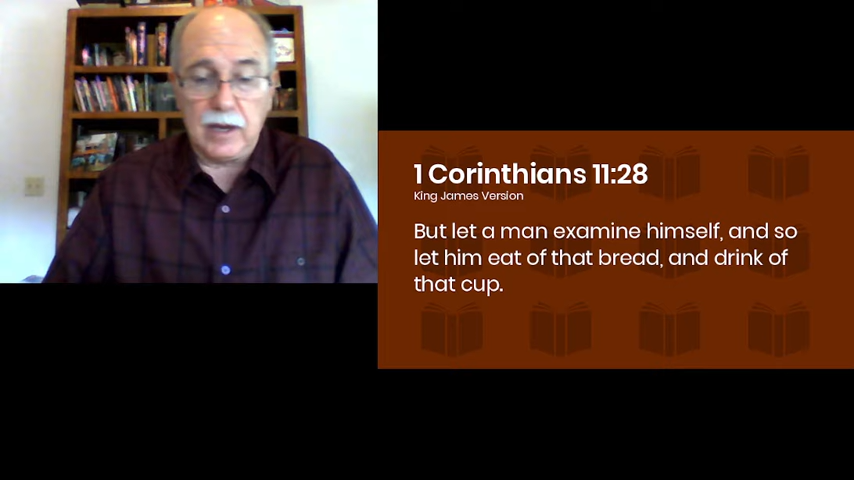 1 Corinthians 11:28
King James Version
But let a man examine himself, and so
let him eat of that bread, and drink of
that cup.